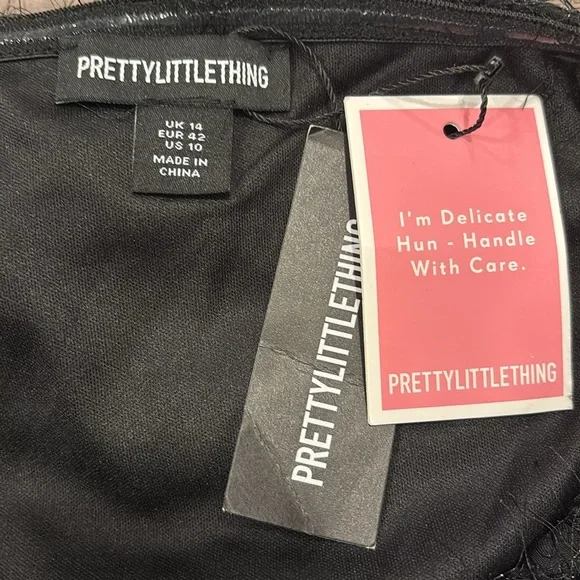 PRETTYLITTLETHING
UK 14
EUR 42
US 10
MADE IN
CHINA
PRETTYLITTLETHING
I'm Delicate
Hun - Handle
With Care.
PRETTYLITTLETHING